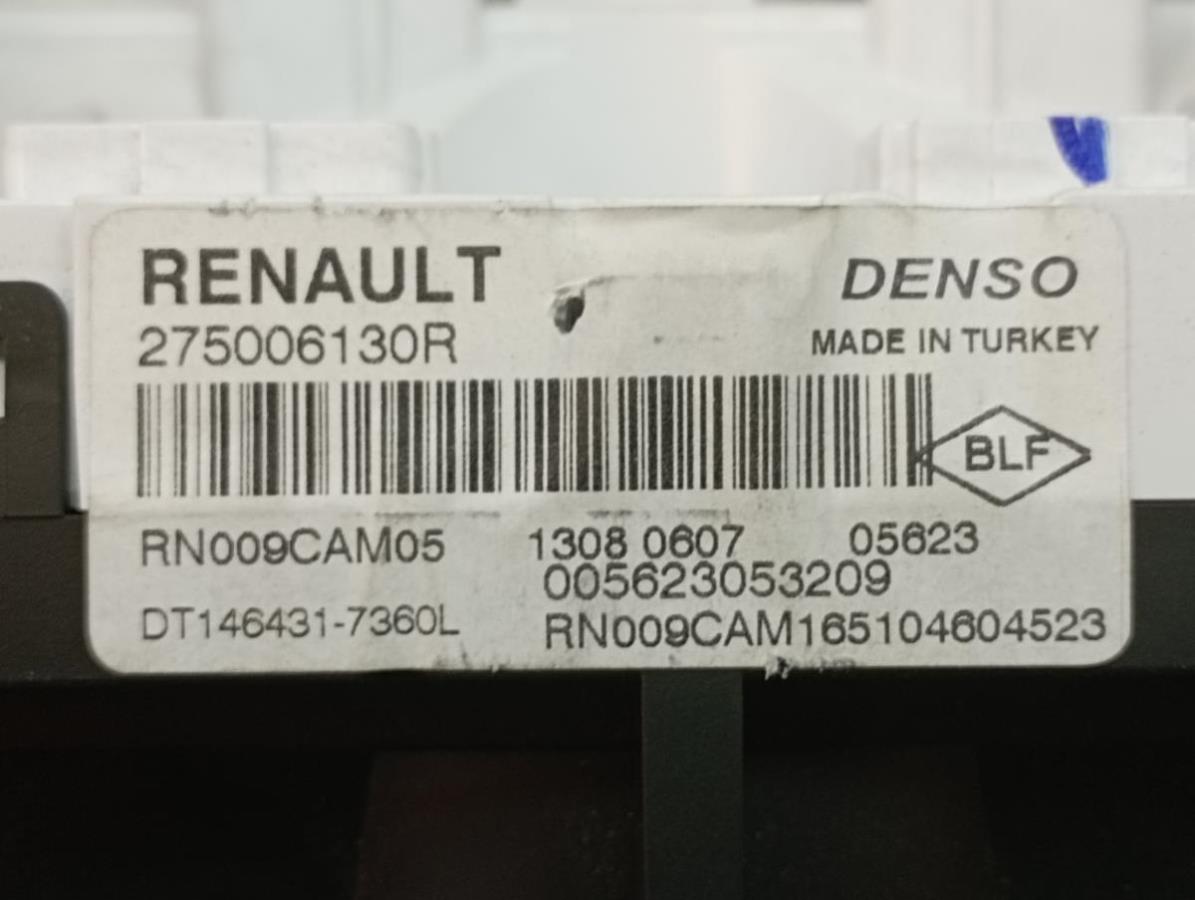 RENAULT
DENSO
275006130R
MADE IN TURKEY
BLF
RN009CAM05 1308 0607 05623
005623053209
DT146431-7360L RN009CAM165104604523